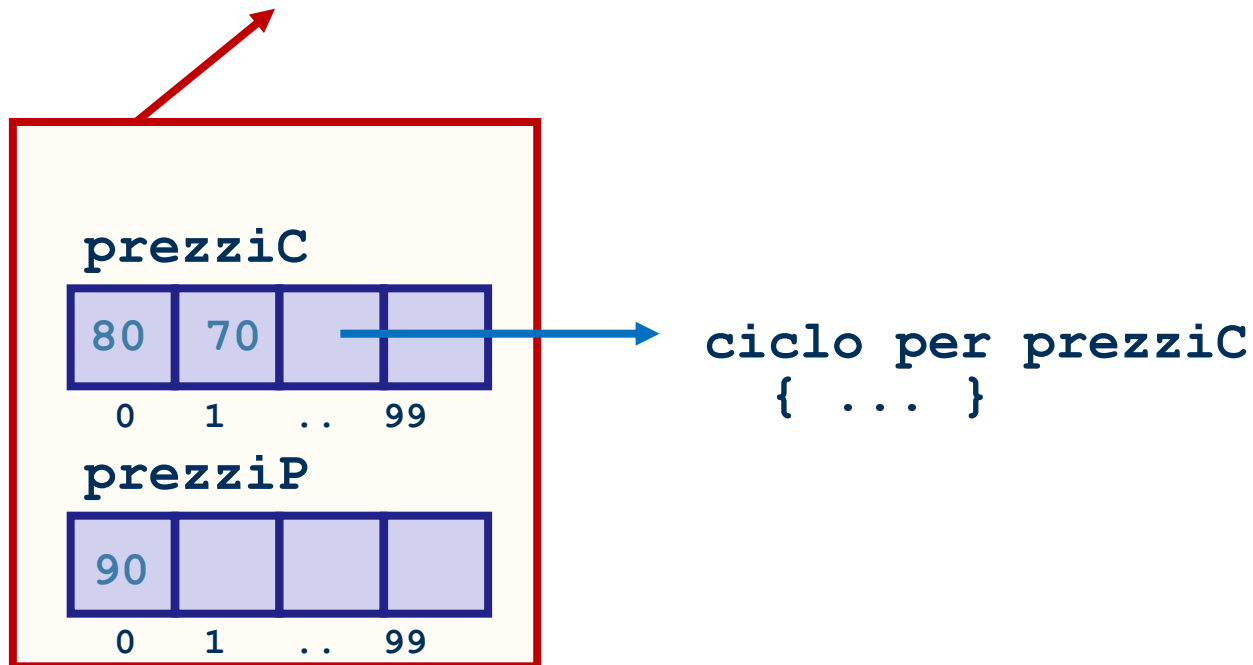 prezziC
80 70
0 1 .. 99
ciclo per prezziC
{ ... }
prezziP
90
0 1 .. 99